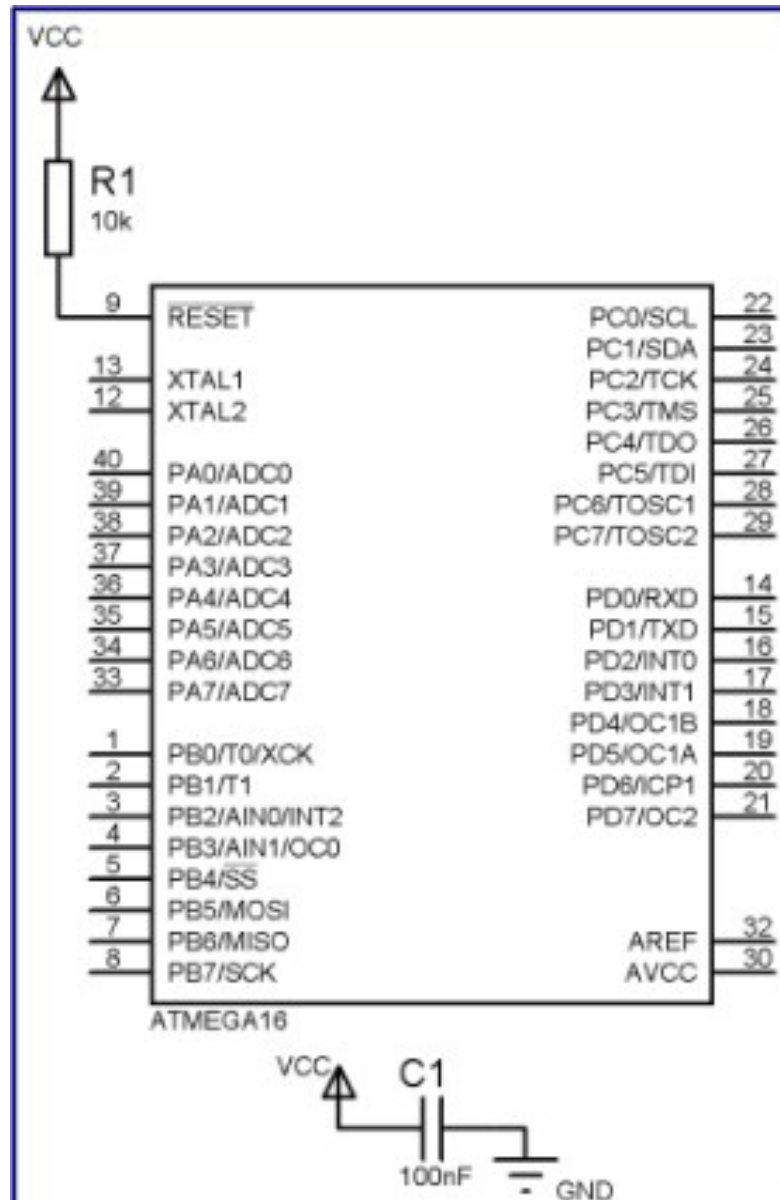 VCC
R1
10k
9 RESET
13 XTAL1
12 XTAL2
40 PA0/ADC0
39 PA1/ADC1
38 PA2/ADC2
37 PA3/ADC3
36 PA4/ADC4
35 PA5/ADC5
34 PA6/ADC6
33 PA7/ADC7
1 PB0/T0/XCK
2 PB1/T1
3 PB2/AIN0/INT2
4 PB3/AIN1/OC0
5 PB4/SS
6 PB5/MOSI
7 PB6/MISO
8 PB7/SCK
PC0/SCL 22
PC1/SDA 23
PC2/TCK 24
PC3/TMS 25
PC4/TDO 26
PC5/TDI 27
PC6/TOSC1 28
PC7/TOSC2 29
PD0/RXD 14
PD1/TXD 15
PD2/INT0 16
PD3/INT1 17
PD4/OC1B 18
PD5/OC1A 19
PD6/ICP1 20
PD7/OC2 21
AREF 32
AVCC 30
ATMEGA16
VCC
C1
100nF
GND